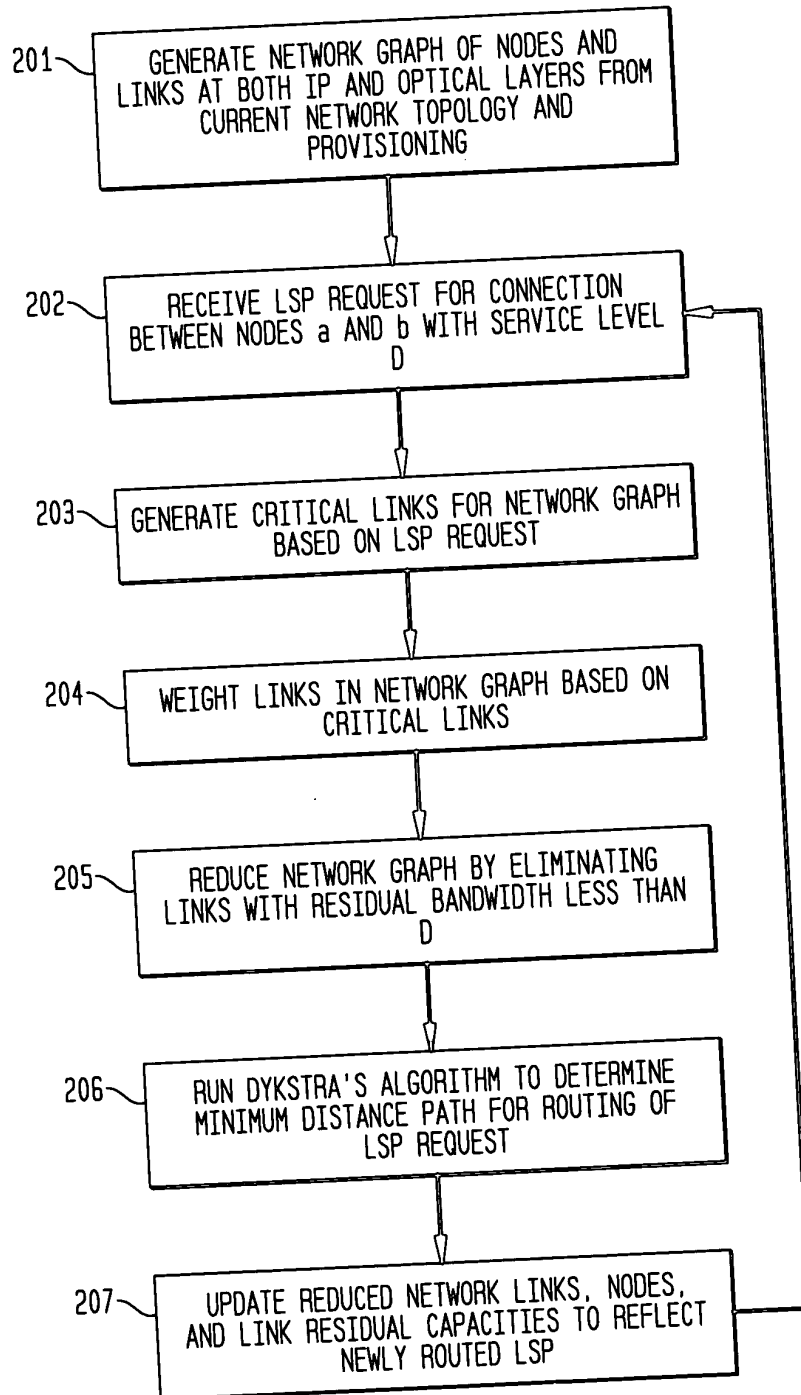 201
GENERATE NETWORK GRAPH OF NODES AND
LINKS AT BOTH IP AND OPTICAL LAYERS FROM
CURRENT NETWORK TOPOLOGY AND
PROVISIONING
202
RECEIVE LSP REQUEST FOR CONNECTION
BETWEEN NODES a AND b WITH SERVICE LEVEL
D
203
GENERATE CRITICAL LINKS FOR NETWORK GRAPH
BASED ON LSP REQUEST
204
WEIGHT LINKS IN NETWORK GRAPH BASED ON
CRITICAL LINKS
205
REDUCE NETWORK GRAPH BY ELIMINATING
LINKS WITH RESIDUAL BANDWIDTH LESS THAN
D
206
RUN DYKSTRA'S ALGORITHM TO DETERMINE
MINIMUM DISTANCE PATH FOR ROUTING OF
LSP REQUEST
207
UPDATE REDUCED NETWORK LINKS, NODES,
AND LINK RESIDUAL CAPACITIES TO REFLECT
NEWLY ROUTED LSP